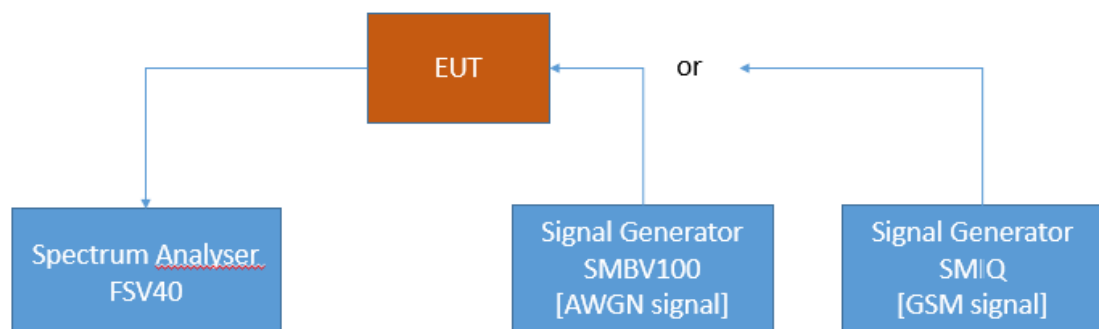 EUT
or
Spectrum Analyser
FSV40
Signal Generator
SMBV100
[AWGN signal]
Signal Generator
SMIQ
[GSM signal]